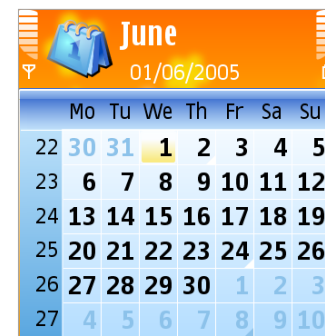 June
01/06/2005
Mo Tu We Th Fr Sa Su
22 30 31 1 2 3 4 5
23 6 7 8 9 10 11 12
24 13 14 15 16 17 18 19
25 20 21 22 23 24 25 26
26 27 28 29 30 1 2 3
27 4 5 6 7 8 9 10